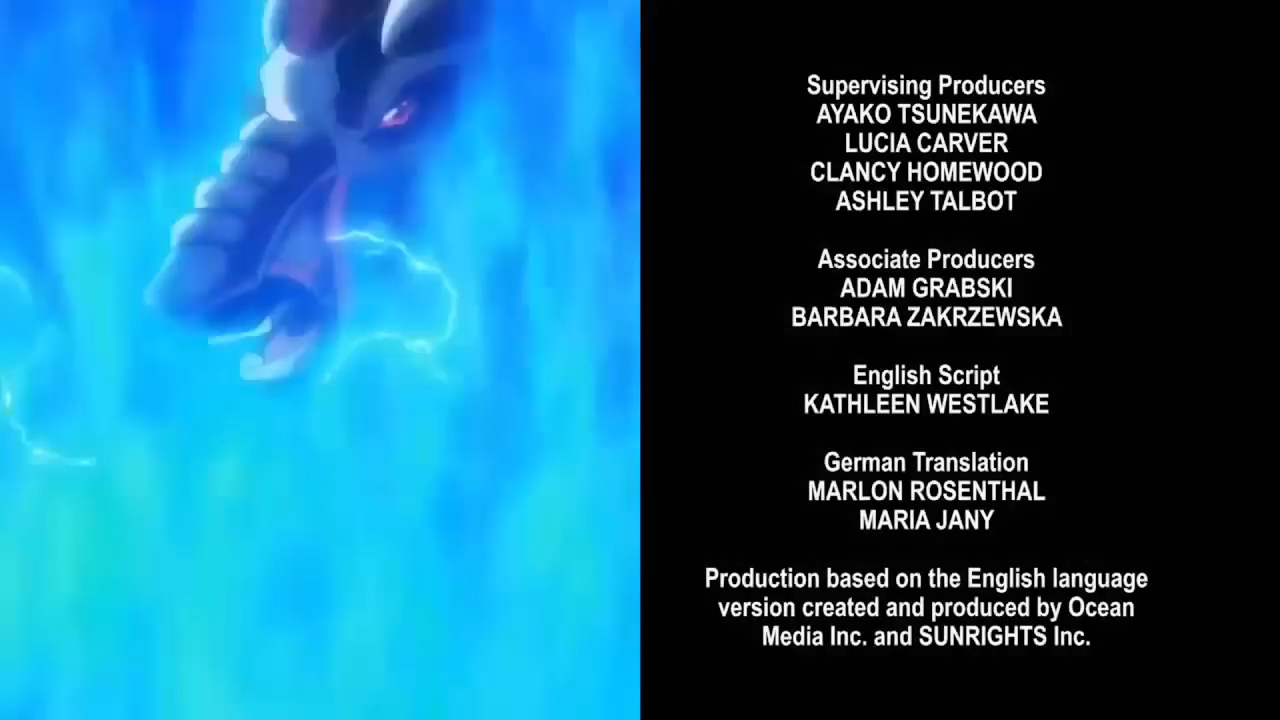 Supervising Producers
AYAKO TSUNEKAWA
LUCIA CARVER
CLANCY HOMEWOOD
ASHLEY TALBOT
Associate Producers
ADAM GRABSKI
BARBARA ZAKRZEWSKA
English Script
KATHLEEN WESTLAKE
German Translation
MARLON ROSENTHAL
MARIA JANY
Production based on the English language
version created and produced by Ocean
Media Inc. and SUNRIGHTS Inc.